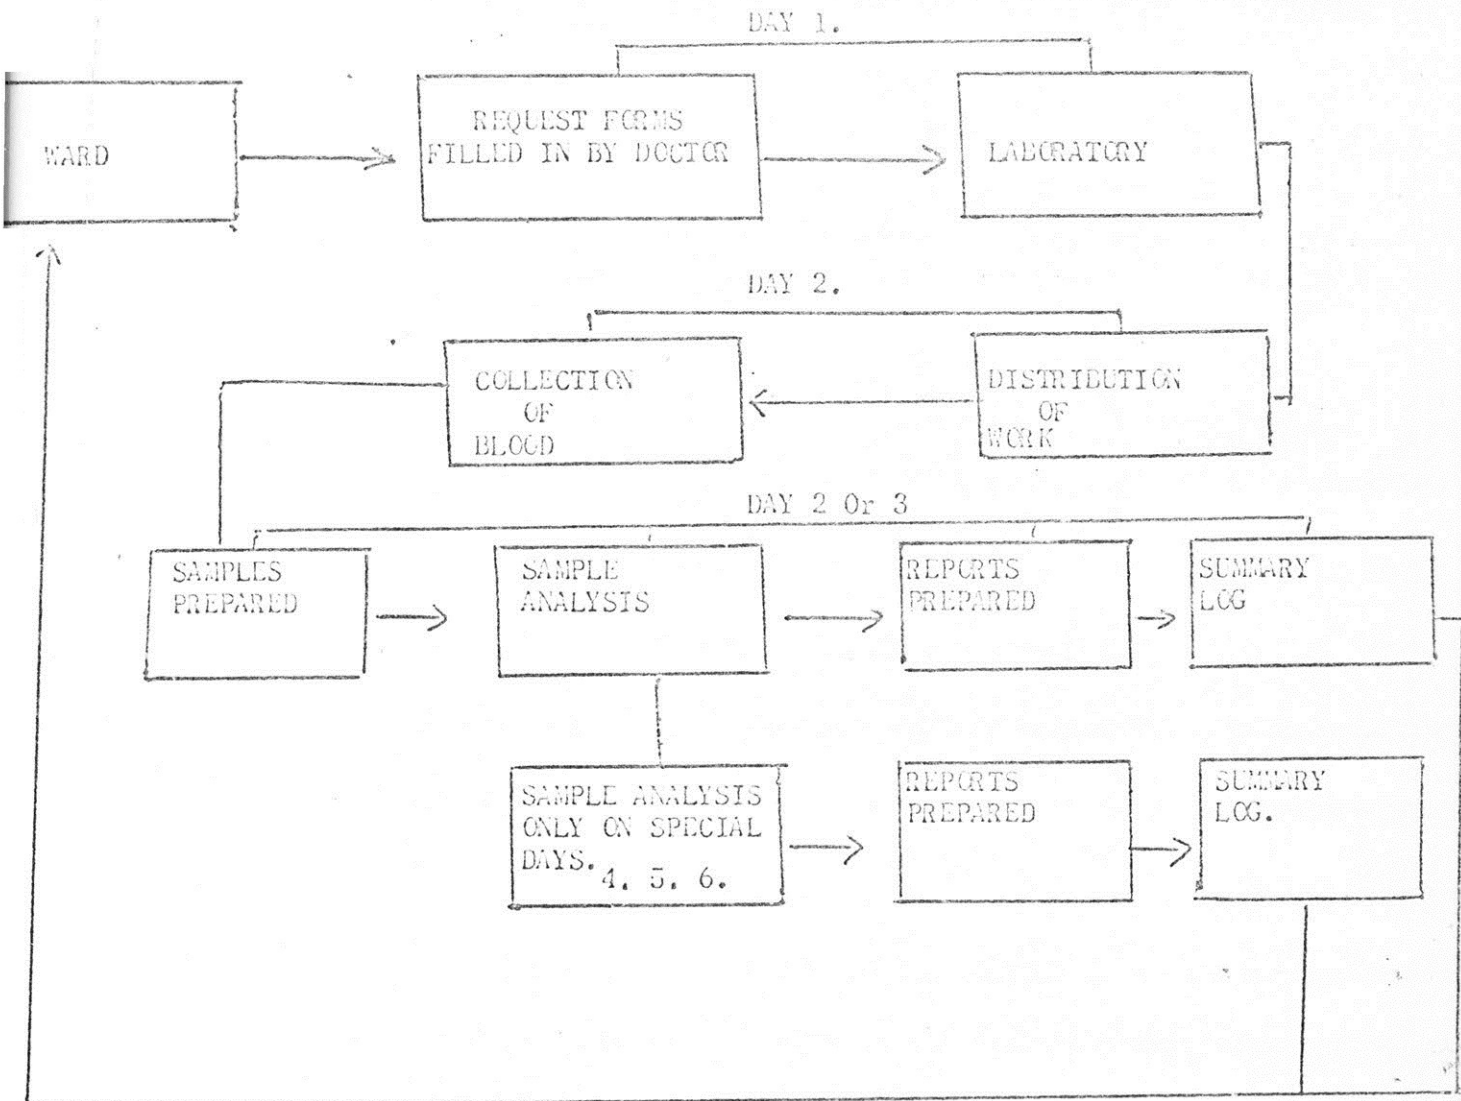 DAY 1.
WARD
REQUEST FORMS
FILLED IN BY DOCTOR
LABORATORY
DAY 2.
COLLECTION
OF
BLOOD
DISTRIBUTION
OF
WORK
DAY 2 Or 3
SAMPLES
PREPARED
SAMPLE
ANALYSIS
REPORTS
PREPARED
SUMMARY
LOG
SAMPLE ANALYSIS
ONLY ON SPECIAL
DAYS. 4. 5. 6.
REPORTS
PREPARED
SUMMARY
LOG.